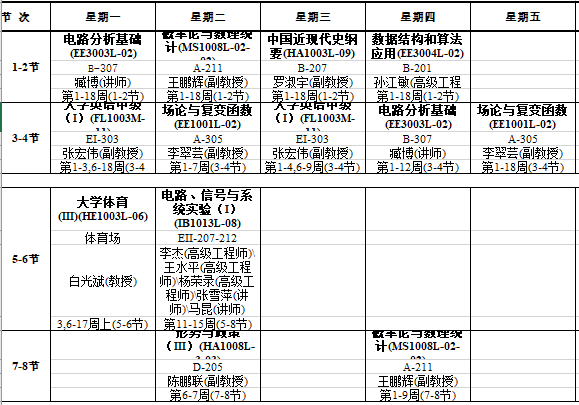 节 次 星期一 星期二 星期三 星期四 星期五
1-2节
电路分析基础
(EE3003L-02)
B-307
臧博(讲师)
第1-18周(1-2节)
概率论与数理统
计(MS1008L-02-
02)
A-211
王鹏辉(副教授)
第1-18周(1-2节)
中国近现代史纲
要(HA1003L-09)
B-207
罗淑宇(副教授)
第1-18周(1-2节)
数据结构和算法
应用(EE3004L-02)
B-201
孙江敏(高级工程
第1-18周(1-2节)
3-4节
大学英语中级
(I)(FL1003M-
11)
EI-303
张宏伟(副教授)
第1-3,6-18周(3-4
场论与复变函数
(EE1001L-02)
A-305
李翠芸(副教授)
第1-7周(3-4节)
大学英语中级
(I)(FL1003M-
11)
EI-303
张宏伟(副教授)
第1-4,6-9周(3-4节)
电路分析基础
(EE3003L-02)
B-307
臧博(讲师)
第1-12周(3-4节)
场论与复变函数
(EE1001L-02)
A-305
李翠芸(副教授)
第1-18周(3-4节)
5-6节
大学体育
(III)(HE1003L-06)
体育场
白光斌(教授)
3,6-17周上(5-6节)
电路、信号与系
统实验(I)
(IB1013L-08)
EII-207-212
李杰(高级工程师)\
王水平(高级工程
师)\杨荣录(高级工
程师)\张雪萍(讲
师)\马昆(讲师)
第11-15周(5-8节)
7-8节
形势与政策
(III)(HA1008L-
D-205
陈鹏联(副教授)
第6-7周(7-8节)
概率论与数理统
计(MS1008L-02-
02)
A-211
王鹏辉(副教授)
第1-9周(7-8节)